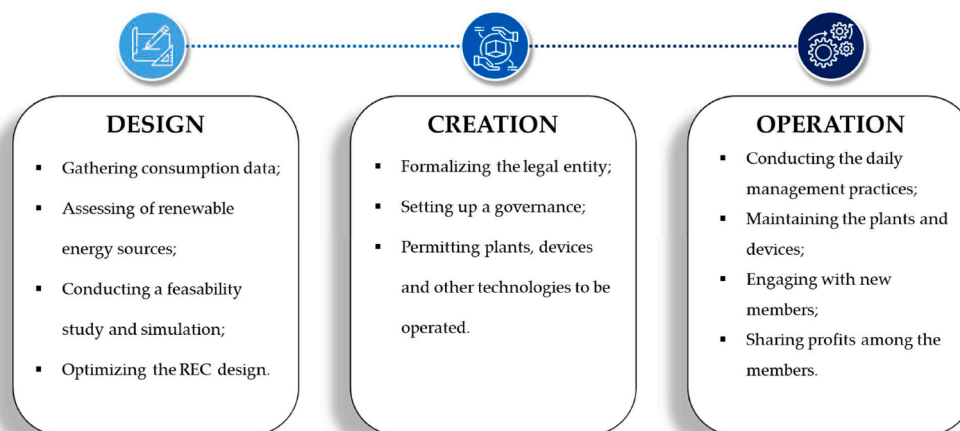 DESIGN
▪ Gathering consumption data;
▪ Assessing of renewable
energy sources;
▪ Conducting a feasability
study and simulation;
▪ Optimizing the REC design.
CREATION
▪ Formalizing the legal entity;
▪ Setting up a governance;
▪ Permitting plants, devices
and other technologies to be
operated.
OPERATION
▪ Conducting the daily
management practices;
▪ Maintaining the plants and
devices;
▪ Engaging with new
members;
▪ Sharing profits among the
members.